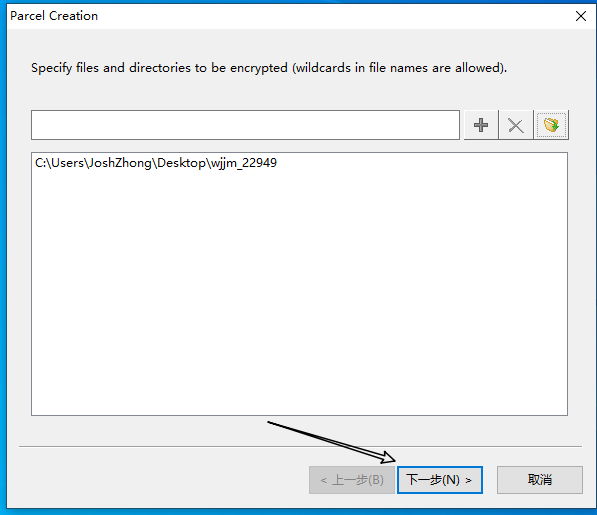 Parcel Creation
Specify files and directories to be encrypted (wildcards in file names are allowed).
C:\Users\JoshZhong\Desktop\wjjm_22949
< 上一步(B)
下一步(N) >
取消